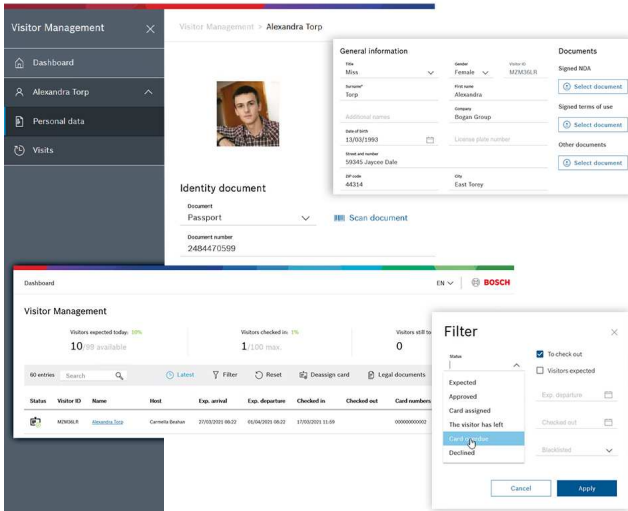 Visitor Management
Dashboard
Alexandra Torp
Personal data
Visits
Visitor Management > Alexandra Torp
Identity document
Document
Passport
Scan document
Document number
2484470599
General information
Title
Miss
Gender
Female
Visitor ID
MZM36LR
Surname*
Torp
First name
Alexandra
Additional names
Company
Bogan Group
Date of birth
13/03/1993
License plate number
Street and number
59345 Jaycee Dale
ZIP code
44314
City
East Torey
Documents
Signed NDA
Select document
Signed terms of use
Select document
Other documents
Select document
Dashboard
EN
BOSCH
Visitor Management
Visitors expected today: 10%
10/99 available
Visitors checked in: 1%
1/100 max.
Visitors still to
0
60 entries
Search
Latest
Filter
Reset
Deassign card
Legal documents
Status Visitor ID Name Host Exp. arrival Exp. departure Checked in Checked out Card numbers
MZM36LR Alexandra Torp Carmella Beahan 27/03/2021 06:22 01/04/2021 06:22 17/03/2021 11:59 000000000002
Filter
Status
Expected
Approved
Card assigned
The visitor has left
Card overdue
Declined
To check out
Visitors expected
Exp. departure
Checked out
Blacklisted
Cancel
Apply